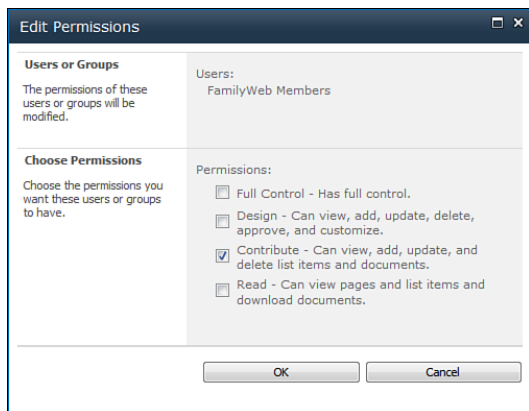 Edit Permissions
Users or Groups
The permissions of these
users or groups will be
modified.
Users:
FamilyWeb Members
Choose Permissions
Choose the permissions you
want these users or groups
to have.
Permissions:
Full Control - Has full control.
Design - Can view, add, update, delete,
approve, and customize.
Contribute - Can view, add, update, and
delete list items and documents.
Read - Can view pages and list items and
download documents.
OK
Cancel